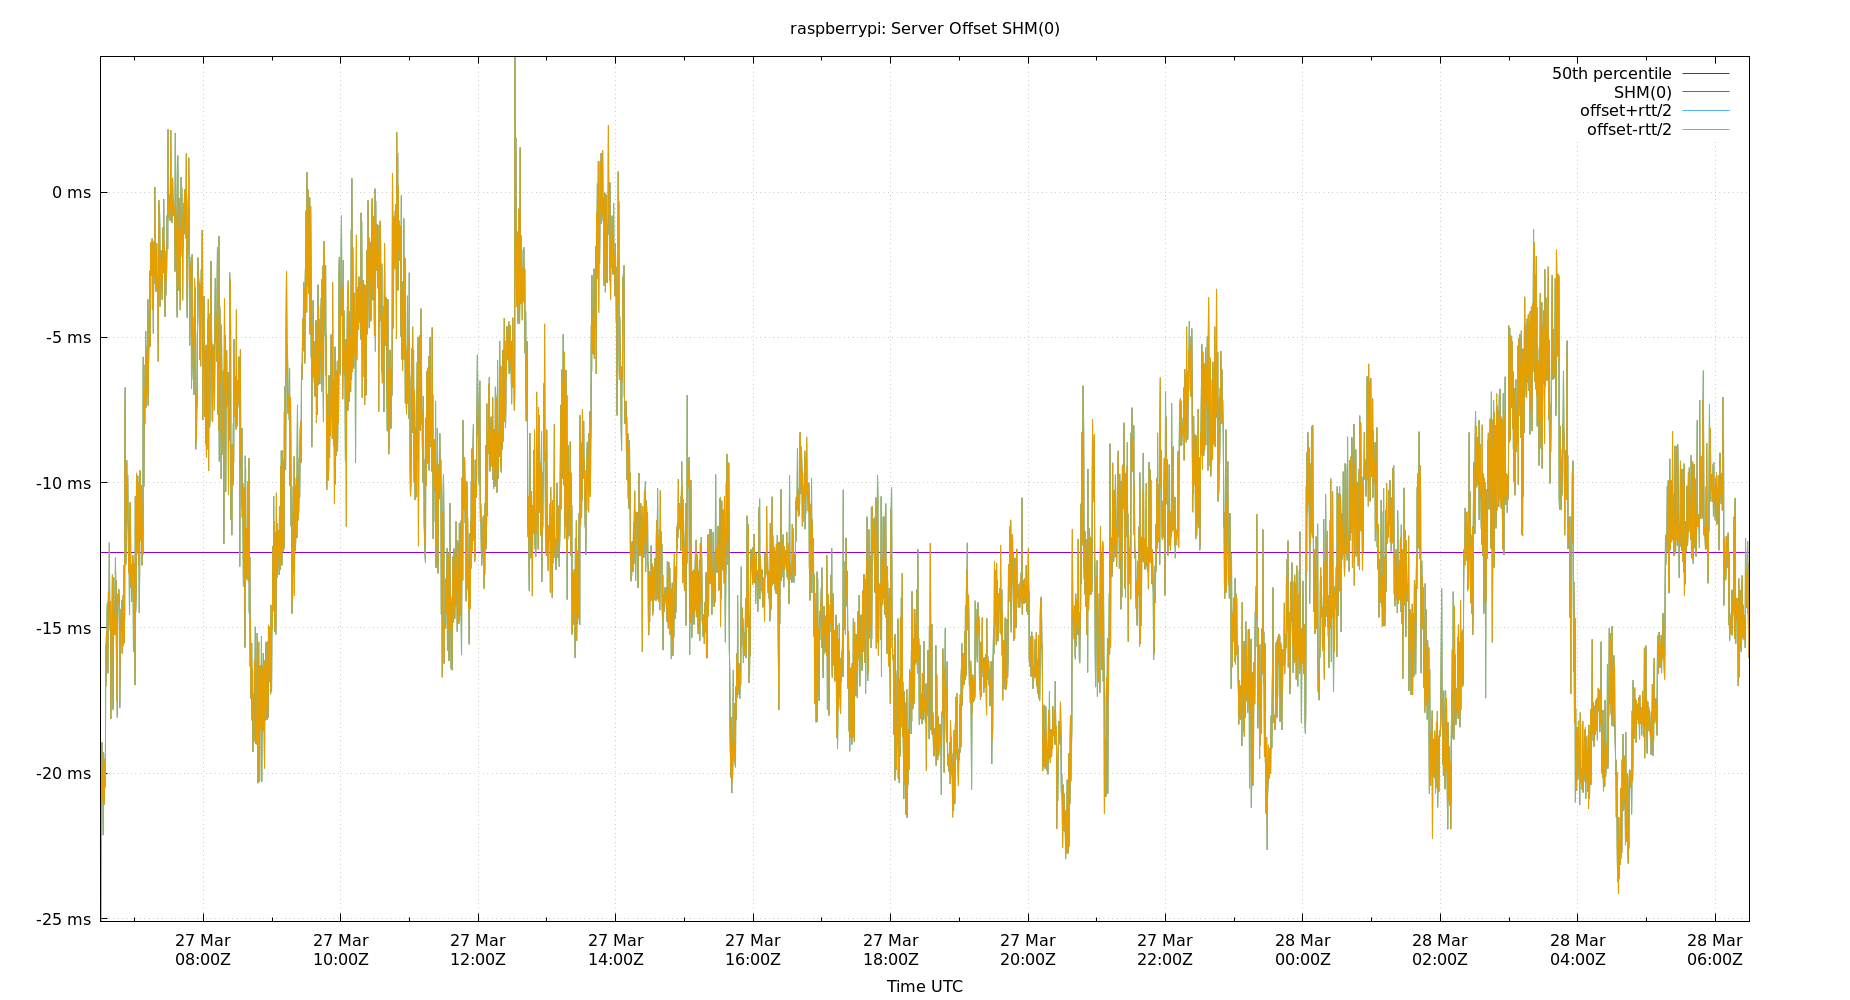 raspberrypi: Server Offset SHM(0)
50th percentile
SHM(0)
offset+rtt/2
offset-rtt/2
0 ms
-5 ms
-10 ms
-15 ms
-20 ms
-25 ms
27 Mar 27 Mar 27 Mar 27 Mar 27 Mar 27 Mar 27 Mar 27 Mar 28 Mar 28 Mar 28 Mar 28 Mar
08:00Z 10:00Z 12:00Z 14:00Z 16:00Z 18:00Z 20:00Z 22:00Z 00:00Z 02:00Z 04:00Z 06:00Z
Time UTC